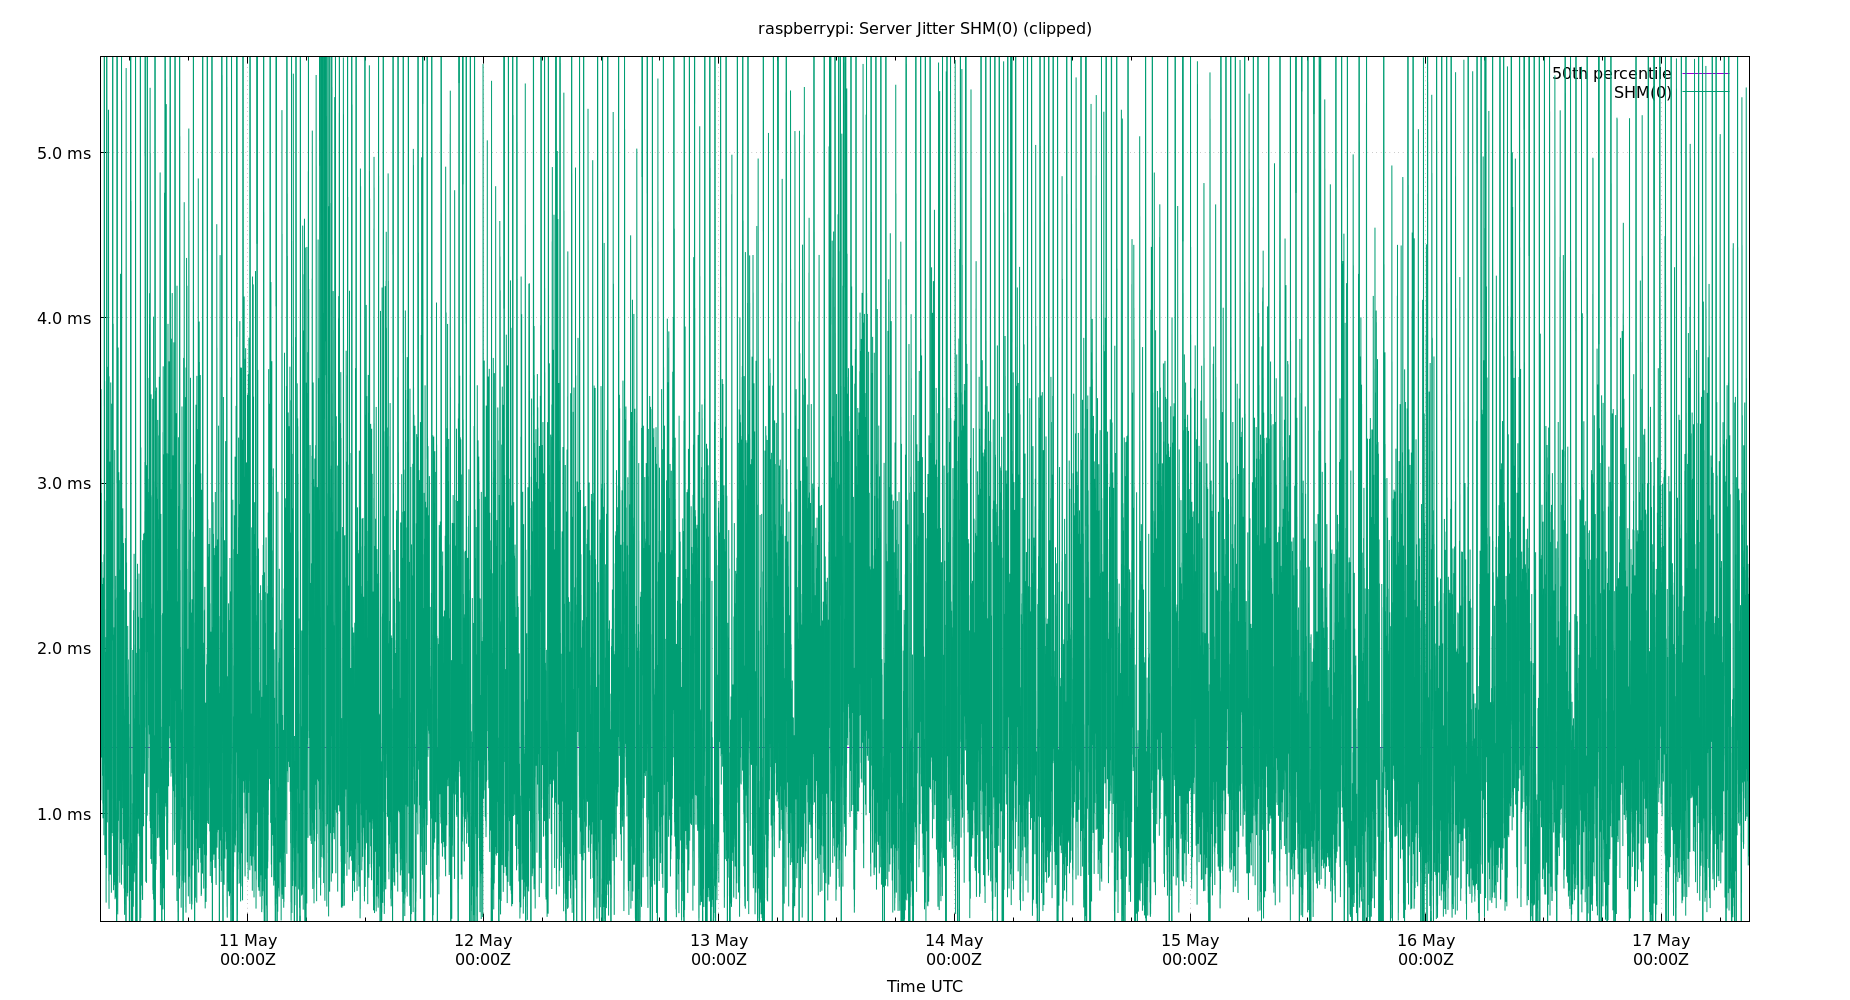 raspberrypi: Server Jitter SHM(0) (clipped)
50th percentile
SHM(0)
5.0 ms
4.0 ms
3.0 ms
2.0 ms
1.0 ms
11 May 12 May 13 May 14 May 15 May 16 May 17 May
00:00Z 00:00Z 00:00Z 00:00Z 00:00Z 00:00Z 00:00Z
Time UTC